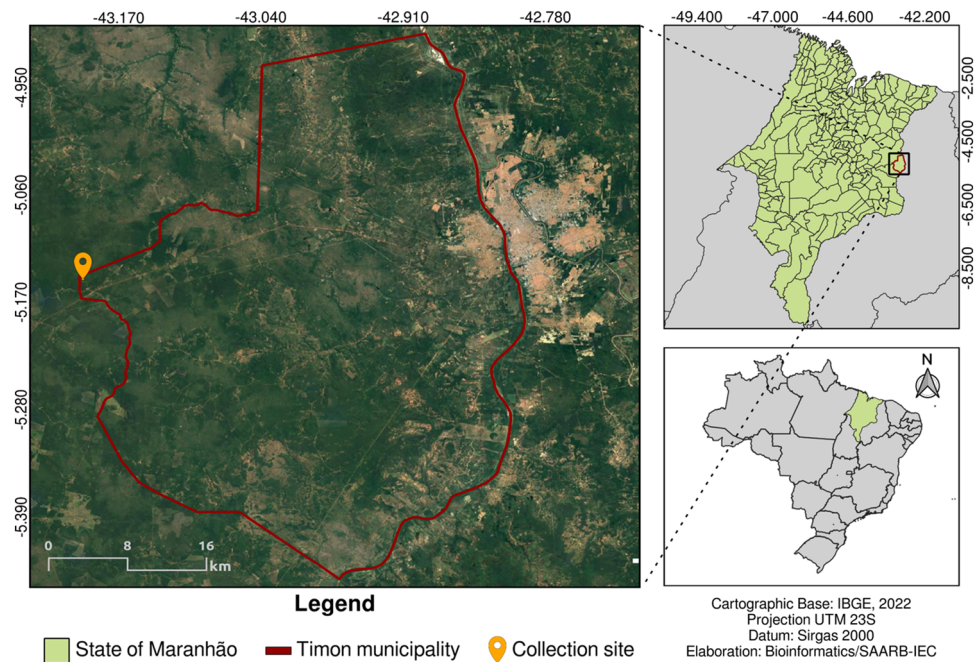 -43.170 -43.040 -42.910 -42.780
-4.950
-5.060
-5.170
-5.280
-5.390
0 8 16
km
-49.400 -47.000 -44.600 -42.200
-2.500
-4.500
-6.500
-8.500
N
Legend
State of Maranhão
Timon municipality
Collection site
Cartographic Base: IBGE, 2022
Projection UTM 23S
Datum: Sirgas 2000
Elaboration: Bioinformatics/SAARB-IEC